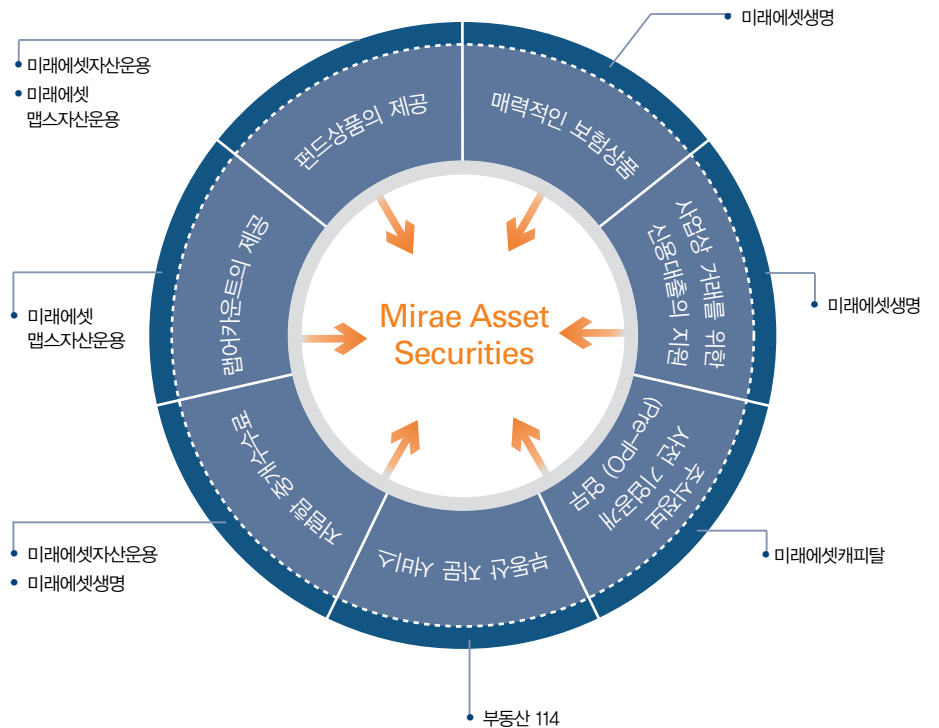 미래에셋생명
미래에셋자산운용
미래에셋
맵스자산운용
펀드상품의 제공
매력적인 보험상품
랩어카운트의 제공
사업상 거래를 위한
신용대출의 지원
Mirae Asset
Securities
미래에셋생명
미래에셋
맵스자산운용
저렴함 중개수수료
부동산 자문 서비스
주식정보
사전 기업공개
(Pre-IPO) 업무
미래에셋자산운용
미래에셋생명
미래에셋캐피탈
부동산 114